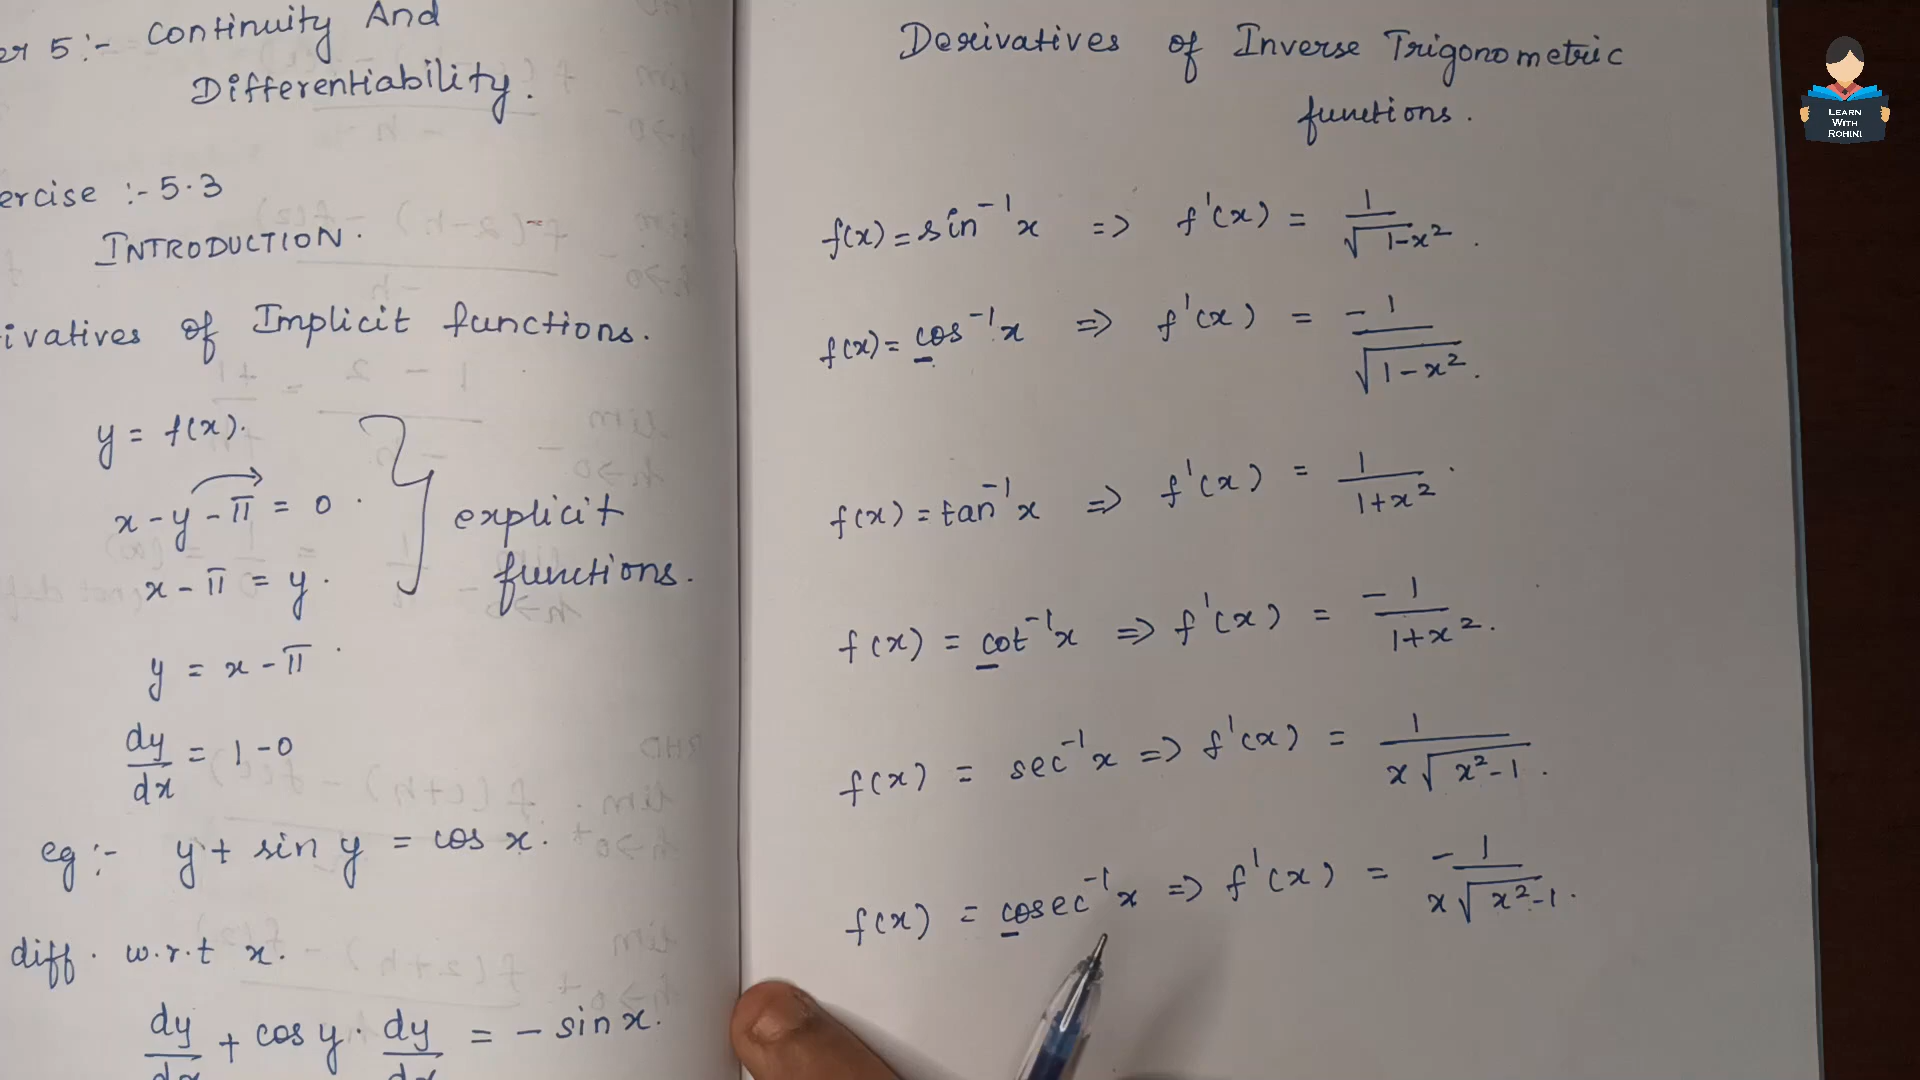 5:- Continuity And
Differentiability.
:- 5.3
INTRODUCTION.
of Implicit functions.
y = f(x).
x - y - π = 0.
x - π = y.
explicit
functions.
y = x - π.
dy/dx = 1 - 0
eg :- y + sin y = cos x.
diff. w.r.t x.
dy/dx + cos y. dy/dx = - sin x.
Derivatives of Inverse Trigonometric
functions.
f(x) = sin⁻¹x => f'(x) = 1/√1-x².
f(x) = cos⁻¹x => f'(x) = -1/√1-x².
f(x) = tan⁻¹x => f'(x) = 1/1+x².
f(x) = cot⁻¹x => f'(x) = -1/1+x².
f(x) = sec⁻¹x => f'(x) = 1/x√x²-1.
f(x) = cosec⁻¹x => f'(x) = -1/x√x²-1.
LEARN
WITH
ROHINI